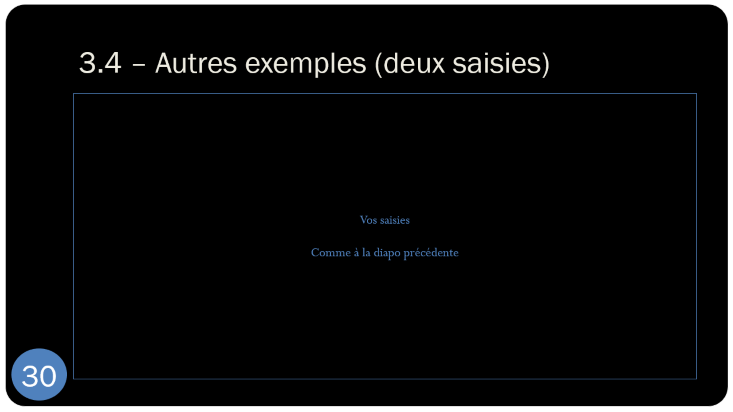 3.4 – Autres exemples (deux saisies)
Vos saisies
Comme à la diapo précédente
30